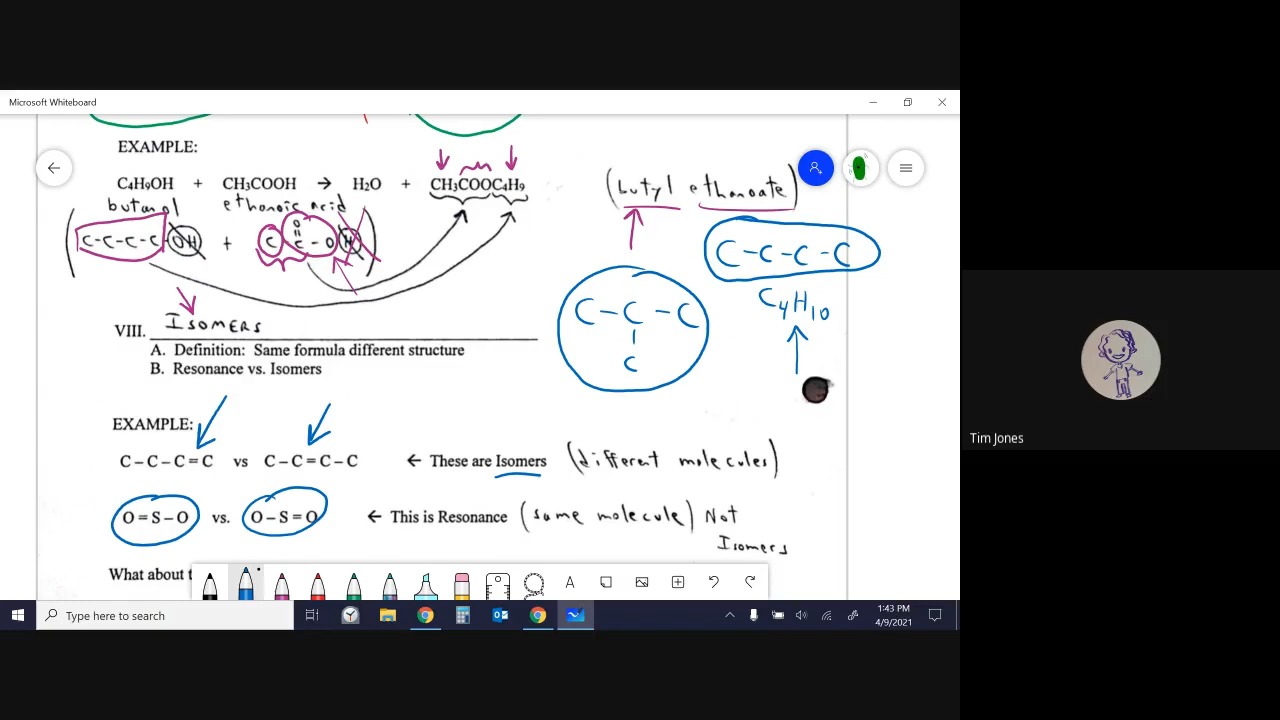 Microsoft Whiteboard
EXAMPLE:
C4H9OH + CH3COOH → H2O + CH3COOC4H9 (butyl ethanoate)
butanol ethanoic acid
O
(C-C-C-C-OH + C C-O H) C-C-C-C
C4H10
C-C-C
C
VIII. ISOMERS
A. Definition: Same formula different structure
B. Resonance vs. Isomers
EXAMPLE:
C-C-C=C vs C-C=C-C ← These are Isomers (different molecules)
O=S-O vs. O-S=O ← This is Resonance (same molecule) Not
Isomers
What about t
A
Tim Jones
Type here to search
1:43 PM
4/9/2021